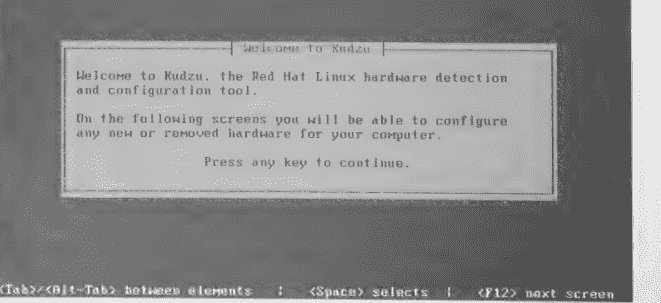 Welcome to Kudzu
Welcome to Kudzu, the Red Hat Linux hardware detection
and configuration tool.
On the following screens you will be able to configure
any new or removed hardware for your computer.
Press any key to continue.
<Tab>/<Alt-Tab> between elements | <Space> selects | <F12> next screen